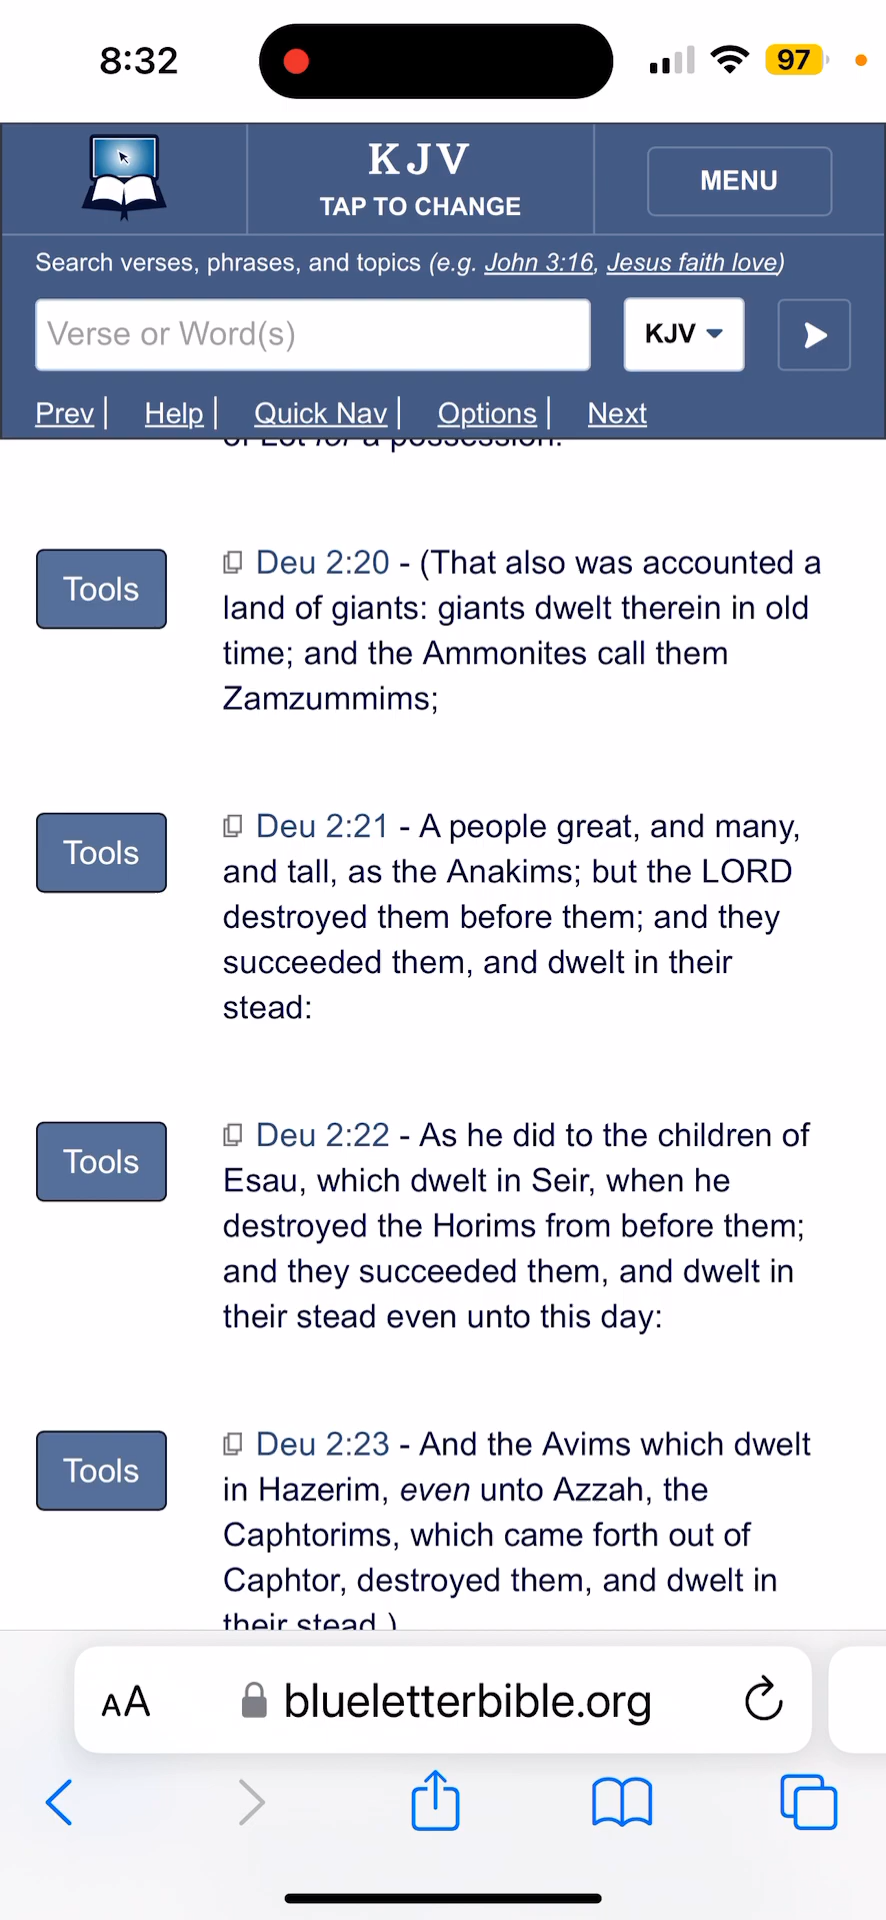 8:32
97
KJV
TAP TO CHANGE
MENU
Search verses, phrases, and topics (e.g. John 3:16, Jesus faith love)
Verse or Word(s)
KJV
Prev | Help | Quick Nav | Options | Next
of Lot for a possession.
Tools
Deu 2:20 - (That also was accounted a
land of giants: giants dwelt therein in old
time; and the Ammonites call them
Zamzummims;
Tools
Deu 2:21 - A people great, and many,
and tall, as the Anakims; but the LORD
destroyed them before them; and they
succeeded them, and dwelt in their
stead:
Tools
Deu 2:22 - As he did to the children of
Esau, which dwelt in Seir, when he
destroyed the Horims from before them;
and they succeeded them, and dwelt in
their stead even unto this day:
Tools
Deu 2:23 - And the Avims which dwelt
in Hazerim, even unto Azzah, the
Caphtorims, which came forth out of
Caphtor, destroyed them, and dwelt in
their stead.)
AA
blueletterbible.org